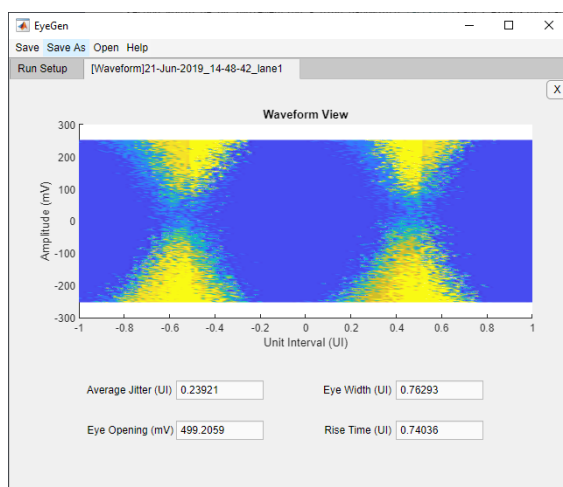 EyeGen
Save Save As Open Help
Run Setup [Waveform]21-Jun-2019_14-48-42_lane1
X
Waveform View
300
200
100
0
-100
-200
-300
Amplitude (mV)
-1 -0.8 -0.6 -0.4 -0.2 0 0.2 0.4 0.6 0.8 1
Unit Interval (UI)
Average Jitter (UI) 0.23921 Eye Width (UI) 0.76293
Eye Opening (mV) 499.2059 Rise Time (UI) 0.74036